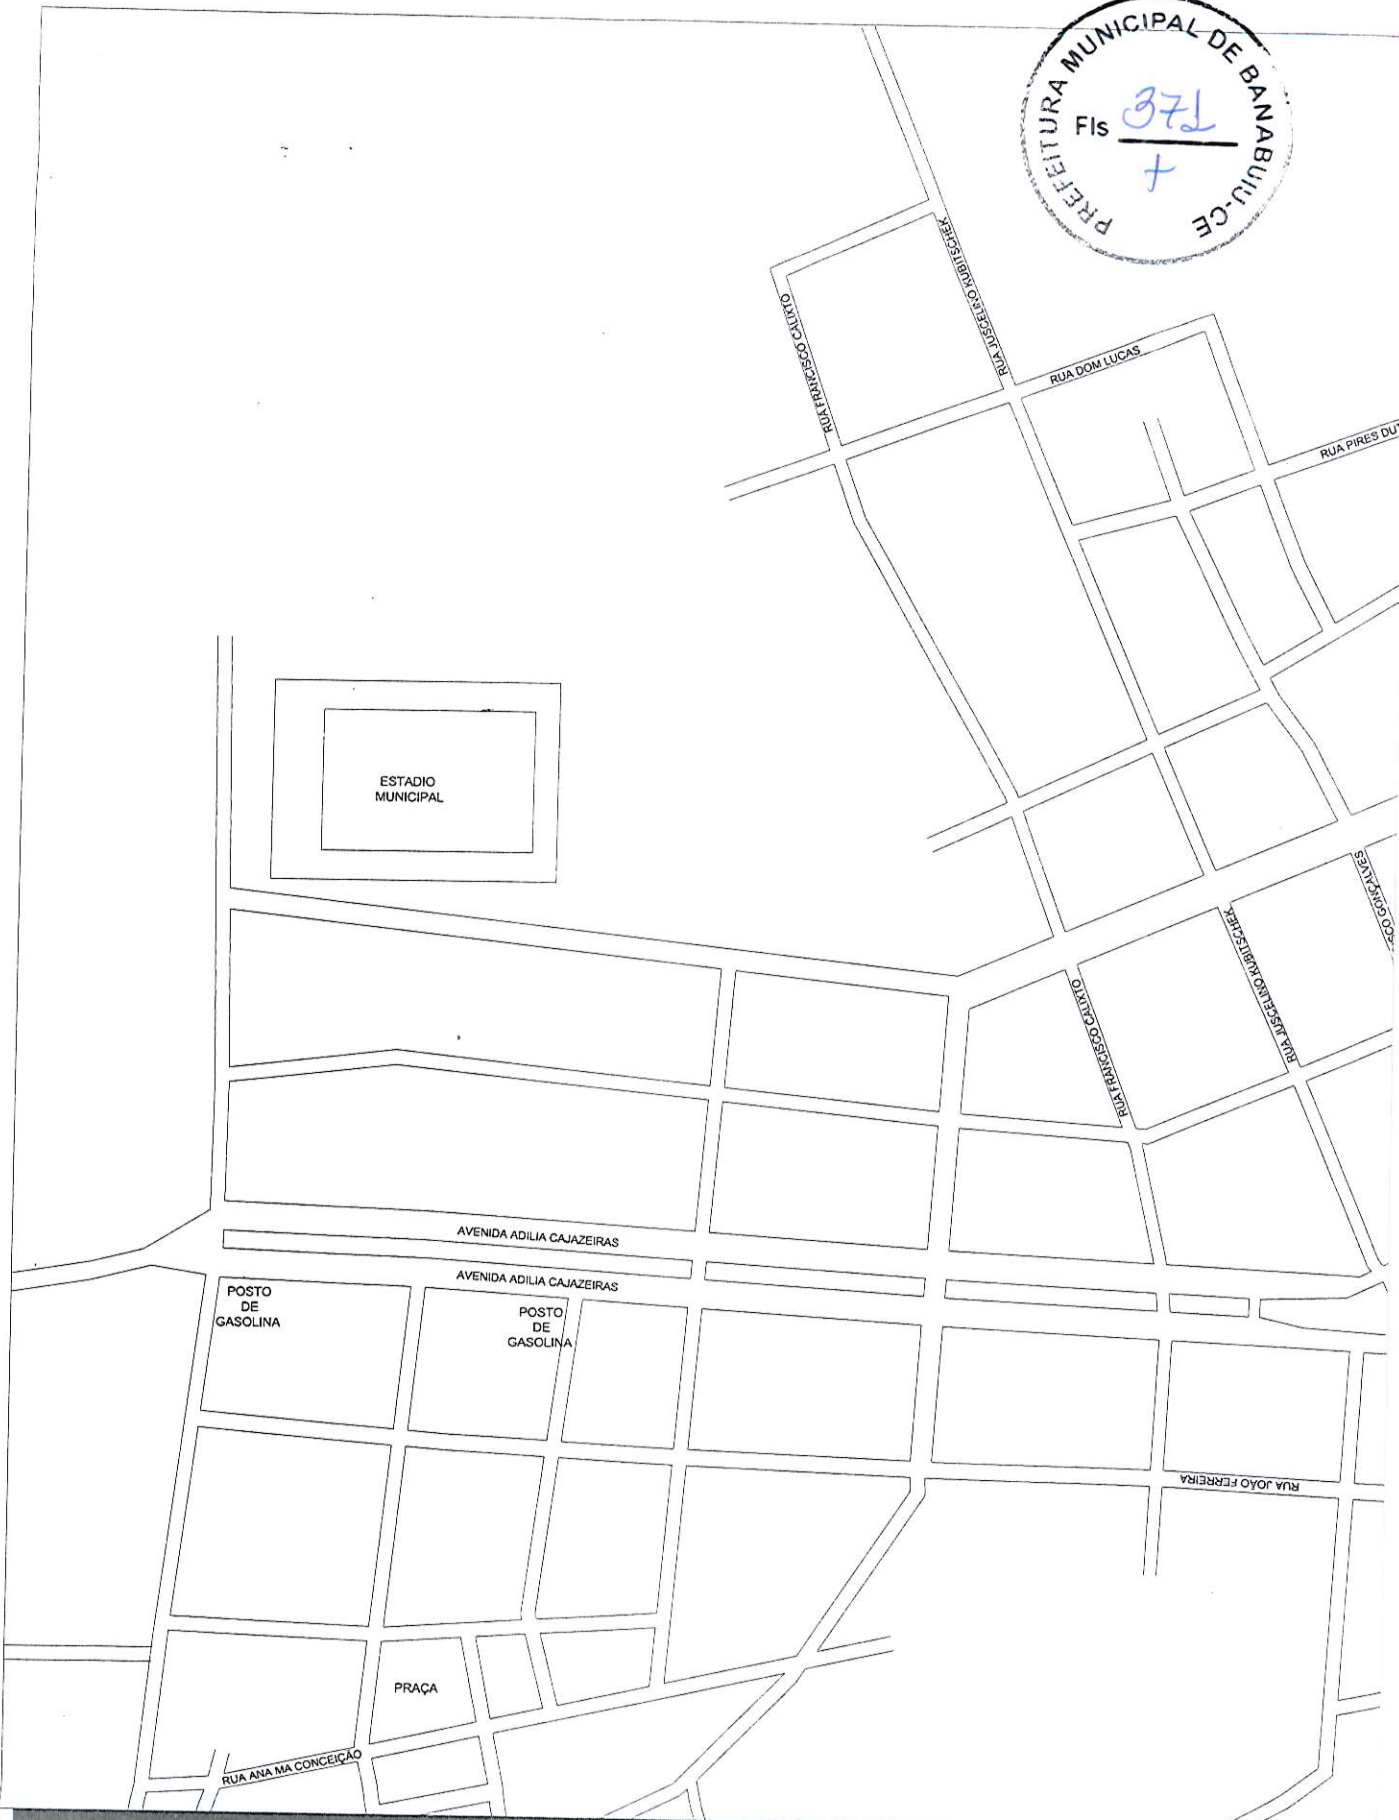 PREFEITURA MUNICIPAL DE BANABUIU-CE
Fls 371
RUA JUSCELINO KUBITSCHEK
RUA FRANCISCO CALIXTO
RUA DOM LUCAS
RUA PIRES
ESTADIO
MUNICIPAL
GONÇALVES
RUA JUSCELINO KUBITSCHEK
RUA FRANCISCO CALIXTO
AVENIDA ADILIA CAJAZEIRAS
AVENIDA ADILIA CAJAZEIRAS
POSTO
DE
GASOLINA
POSTO
DE
GASOLINA
RUA JOÃO FERREIRA
PRAÇA
RUA ANA MA CONCEIÇÃO